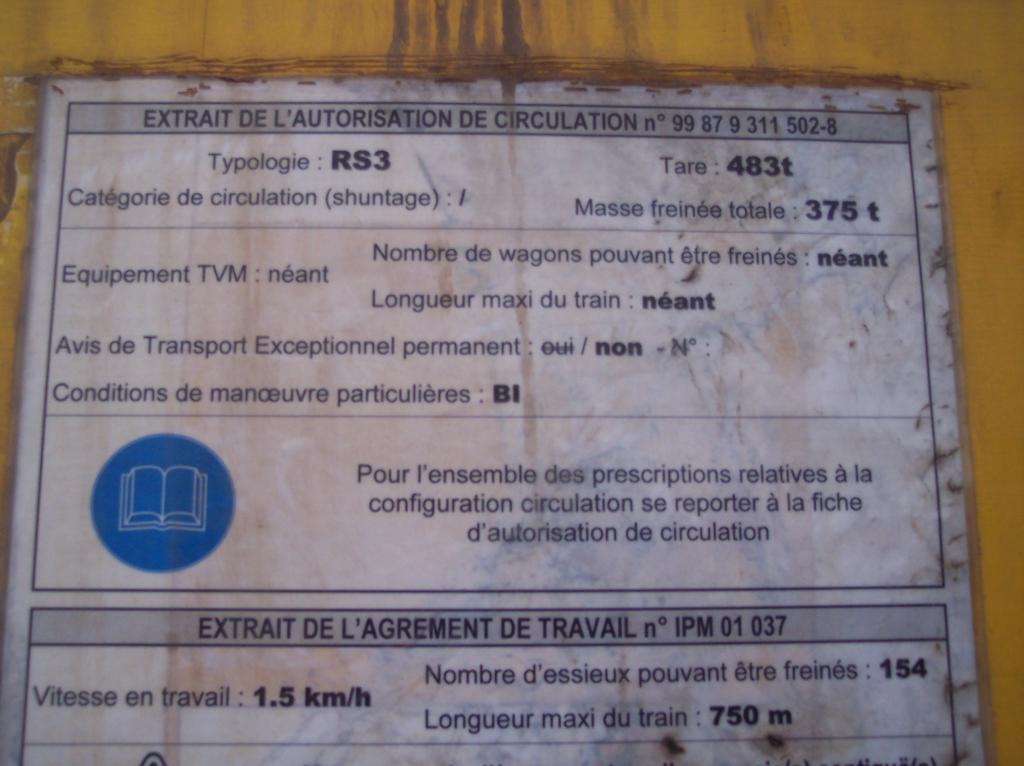 EXTRAIT DE L'AUTORISATION DE CIRCULATION n° 99 87 9 311 502-8
Typologie : RS3
Tare : 483t
Catégorie de circulation (shuntage) : /
Masse freinée totale : 375 t
Nombre de wagons pouvant être freinés : néant
Equipement TVM : néant
Longueur maxi du train : néant
Avis de Transport Exceptionnel permanent : oui / non - N° :
Conditions de manœuvre particulières : BI
Pour l'ensemble des prescriptions relatives à la
configuration circulation se reporter à la fiche
d'autorisation de circulation
EXTRAIT DE L'AGREMENT DE TRAVAIL n° IPM 01 037
Nombre d'essieux pouvant être freinés : 154
Vitesse en travail : 1.5 km/h
Longueur maxi du train : 750 m